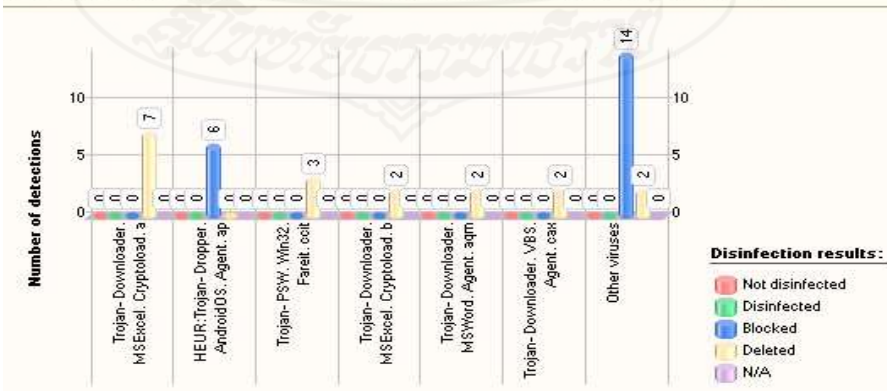 14
10
10
7
6
5
5
3
2
2
2
2
0 0 0 0
0 0 0 0
0 0 0 0
0 0 0 0
0 0 0 0
0 0 0 0
0 0 0
0
0
Number of detections
Trojan- Downloader.
MSExcel. Cryptoload. a
HEUR:Trojan- Dropper.
AndroidOS. Agent. ap
Trojan- PSW. Win32.
Fareit. ccit
Trojan- Downloader.
MSExcel. Cryptoload. b
Trojan- Downloader.
MSWord. Agent. aqm
Trojan- Downloader. VBS.
Agent. cax
Other viruses
Disinfection results:
Not disinfected
Disinfected
Blocked
Deleted
N/A